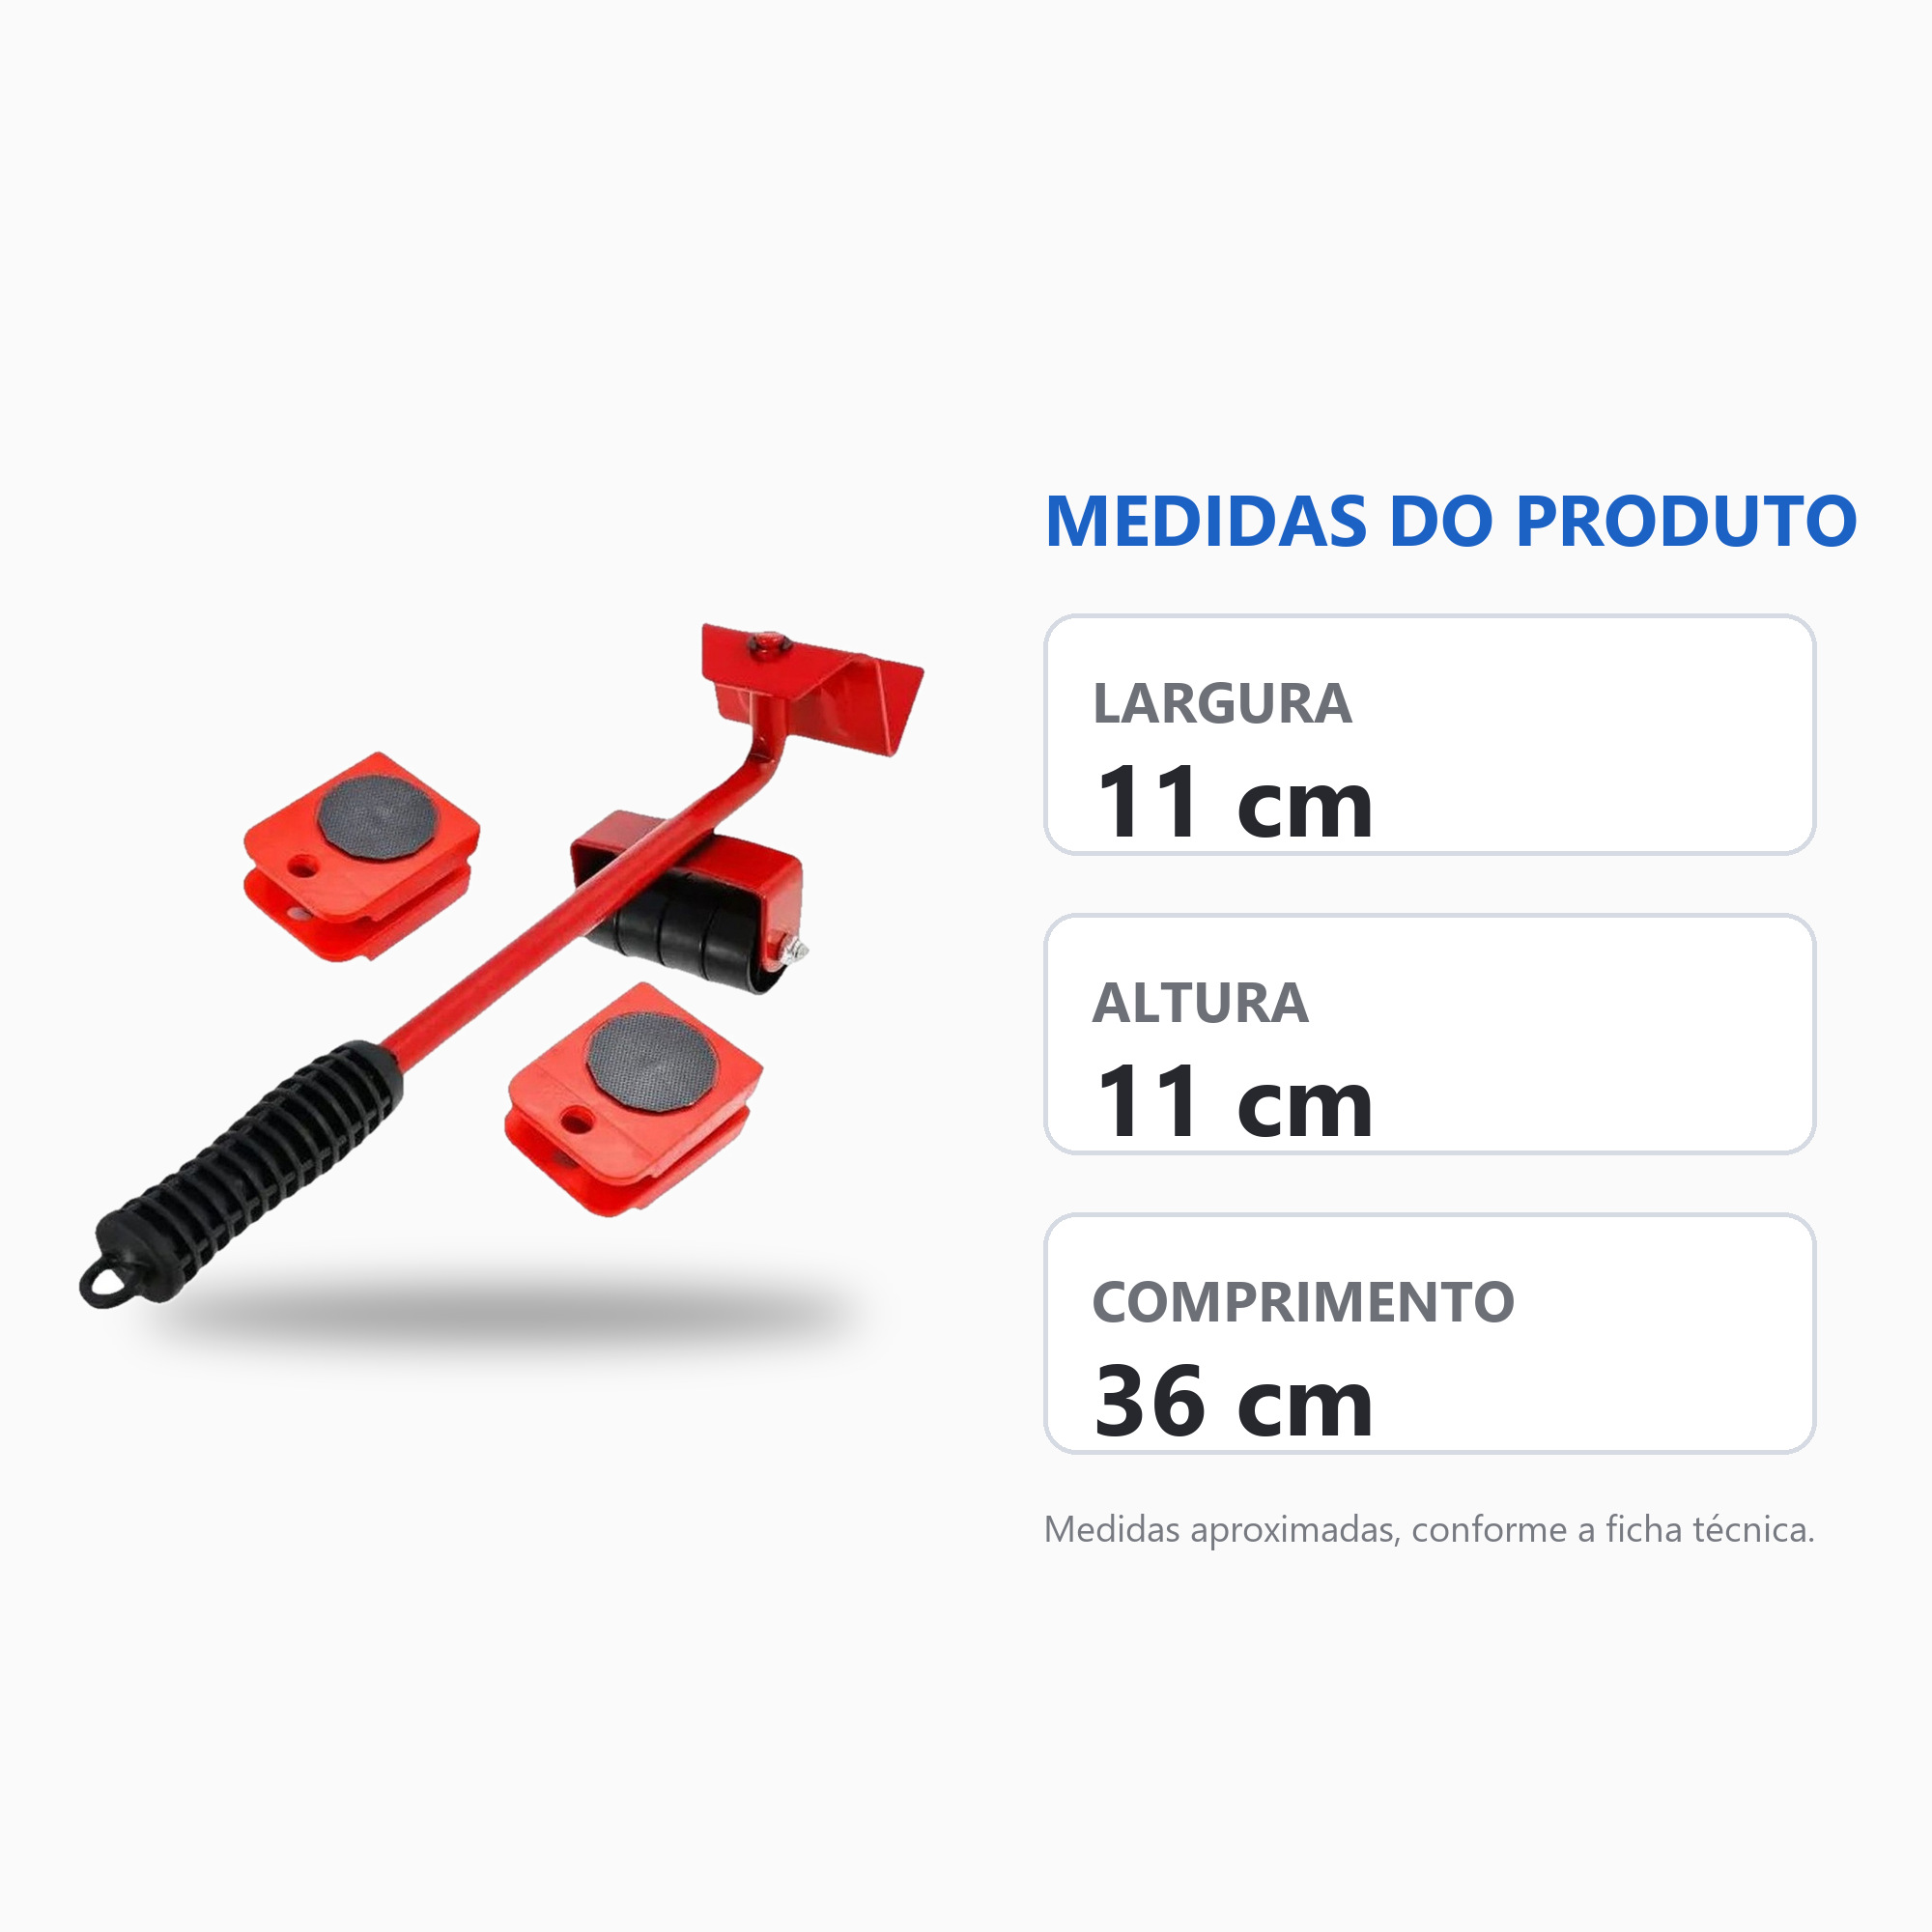 MEDIDAS DO PRODUTO
LARGURA
11 cm
ALTURA
11 cm
COMPRIMENTO
36 cm
Medidas aproximadas, conforme a ficha técnica.